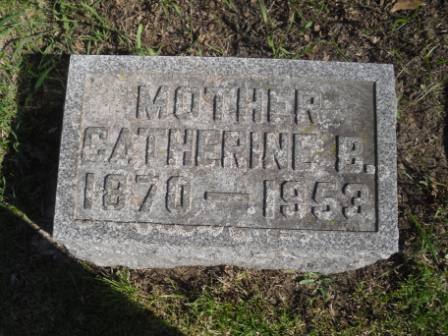 MOTHER
CATHERINE B.
1870 — 1953